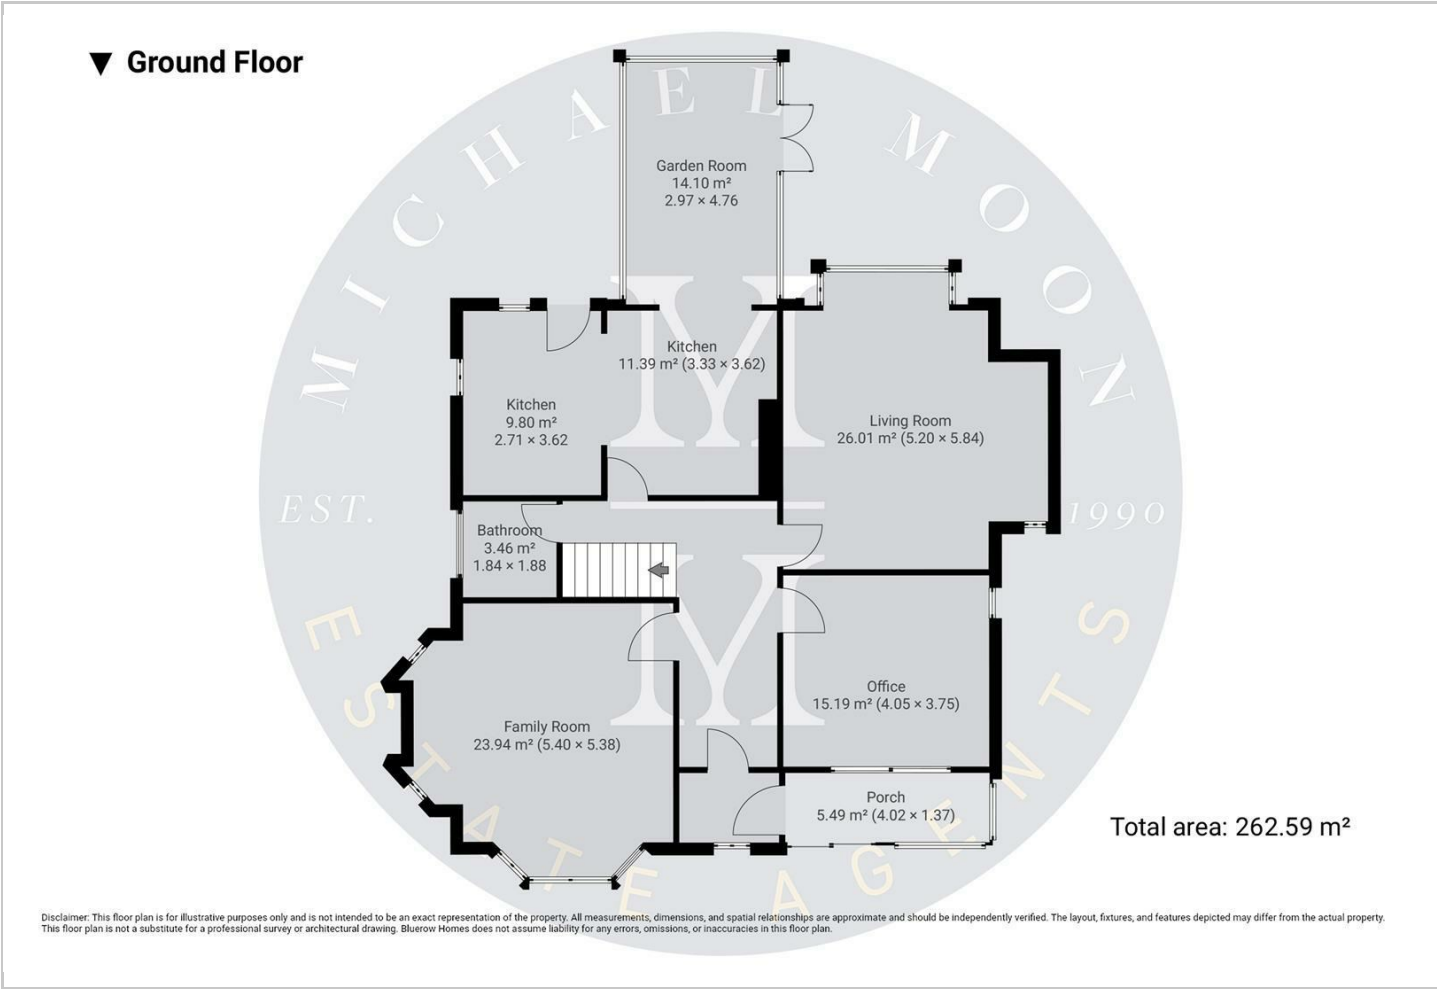 ▼ Ground Floor
MICHAEL MOON
Garden Room
14.10 m²
2.97 × 4.76
Kitchen
11.39 m² (3.33 × 3.62)
Kitchen
9.80 m²
2.71 × 3.62
Living Room
26.01 m² (5.20 × 5.84)
EST. 1990
M
M
Bathroom
3.46 m²
1.84 × 1.88
Office
15.19 m² (4.05 × 3.75)
Family Room
23.94 m² (5.40 × 5.38)
Porch
5.49 m² (4.02 × 1.37)
ESTATE AGENTS
Total area: 262.59 m²
Disclaimer: This floor plan is for illustrative purposes only and is not intended to be an exact representation of the property. All measurements, dimensions, and spatial relationships are approximate and should be independently verified. The layout, fixtures, and features depicted may differ from the actual property.
This floor plan is not a substitute for a professional survey or architectural drawing. Bluerow Homes does not assume liability for any errors, omissions, or inaccuracies in this floor plan.